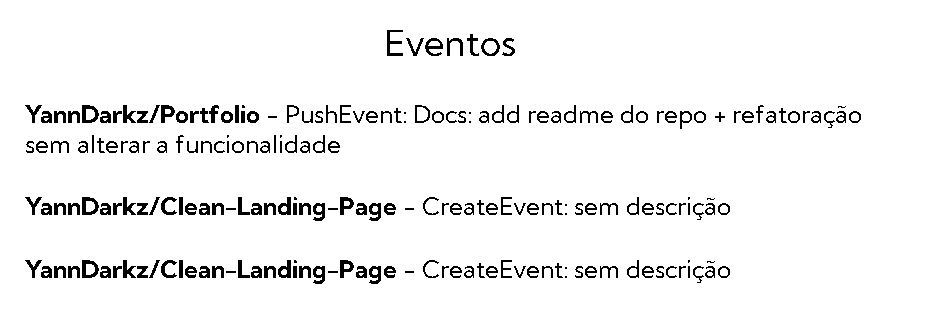 Eventos
YannDarkz/Portfolio - PushEvent: Docs: add readme do repo + refatoração
sem alterar a funcionalidade
YannDarkz/Clean-Landing-Page - CreateEvent: sem descrição
YannDarkz/Clean-Landing-Page - CreateEvent: sem descrição